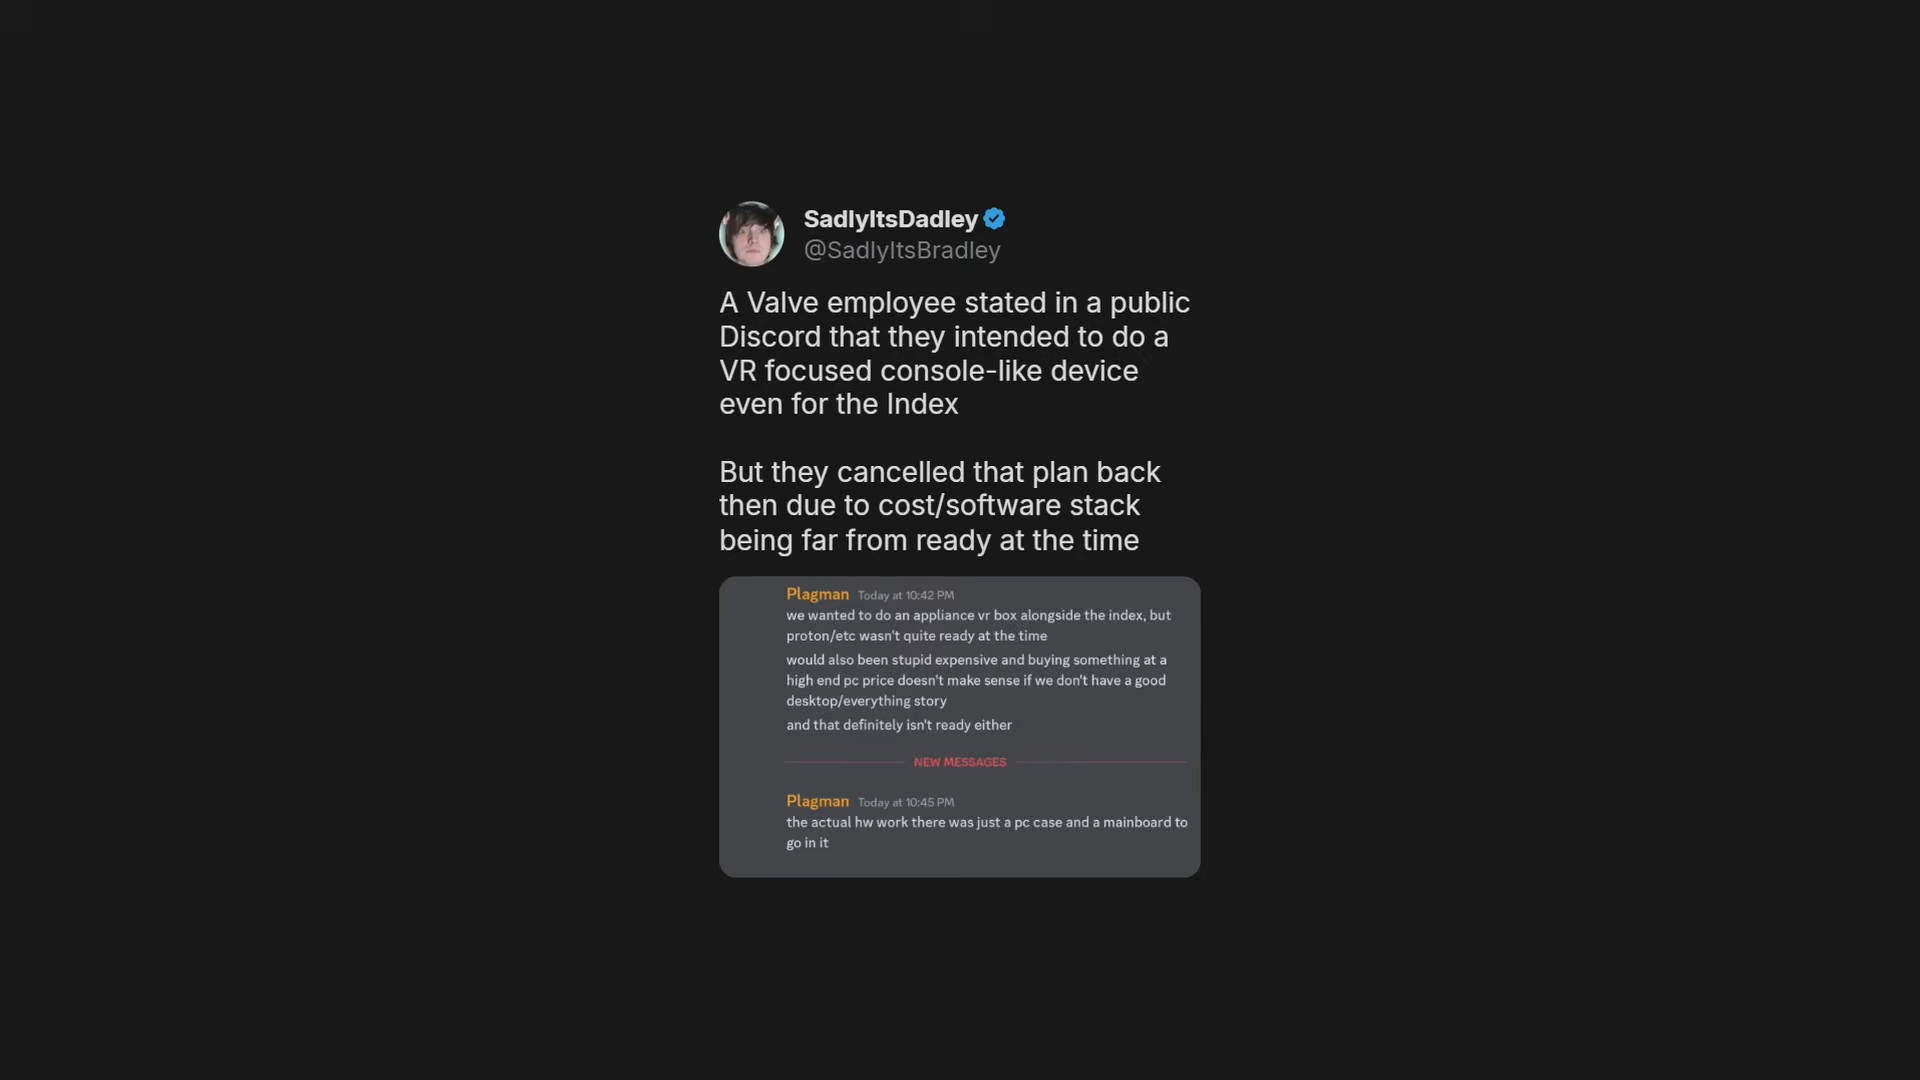 SadlyItsDadley
@SadlyItsBradley
A Valve employee stated in a public
Discord that they intended to do a
VR focused console-like device
even for the Index
But they cancelled that plan back
then due to cost/software stack
being far from ready at the time
Plagman Today at 10:42 PM
we wanted to do an appliance vr box alongside the index, but
proton/etc wasn't quite ready at the time
would also been stupid expensive and buying something at a
high end pc price doesn't make sense if we don't have a good
desktop/everything story
and that definitely isn't ready either
NEW MESSAGES
Plagman Today at 10:45 PM
the actual hw work there was just a pc case and a mainboard to
go in it